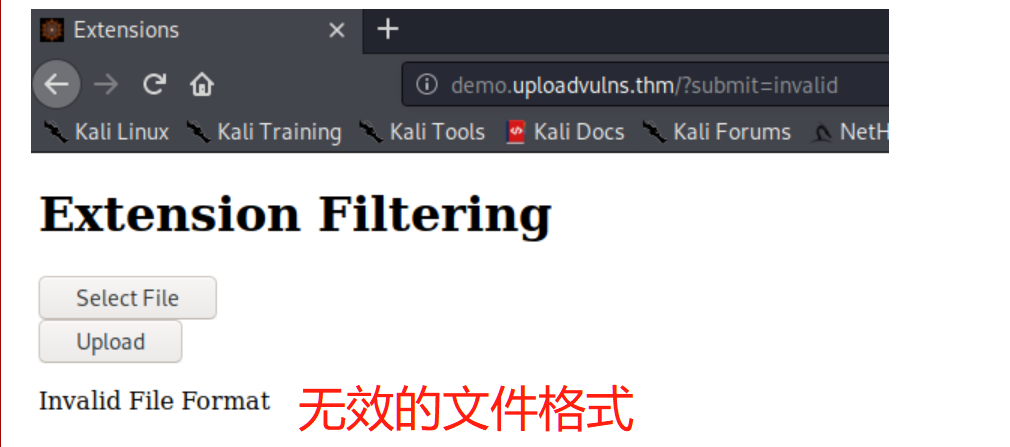 Extensions
demo.uploadvulns.thm/?submit=invalid
Kali Linux Kali Training Kali Tools Kali Docs Kali Forums NetH
Extension Filtering
Select File
Upload
Invalid File Format 无效的文件格式